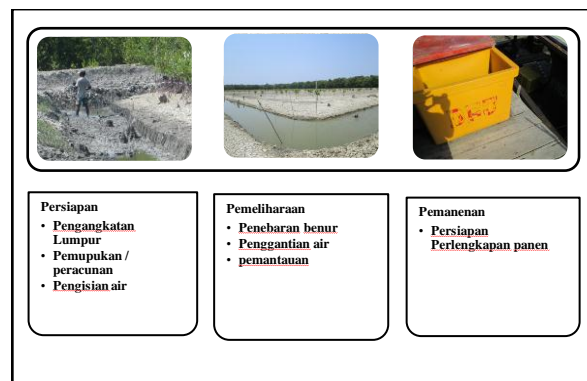 Persiapan
• Pengangkatan
Lumpur
• Pemupukan /
peracunan
• Pengisian air
Pemeliharaan
• Penebaran benur
• Penggantian air
• pemantauan
Pemanenan
• Persiapan
Perlengkapan panen